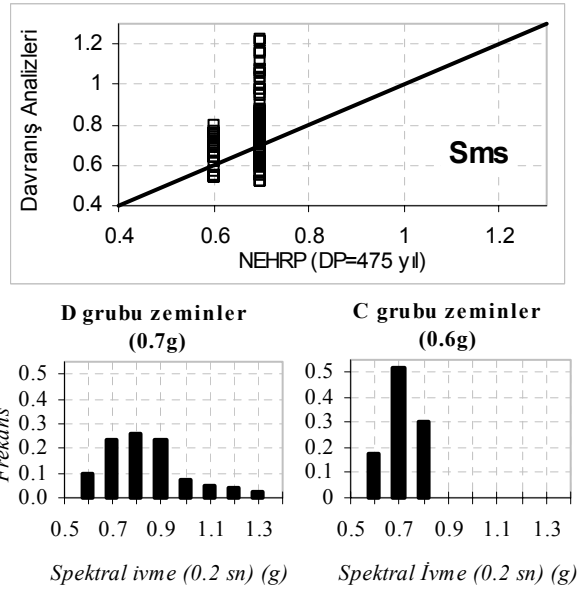 Davranış Analizleri
1.2
1
0.8
0.6
0.4
Sms
0.4 0.6 0.8 1 1.2
NEHRP (DP=475 yıl)
D grubu zeminler
(0.7g)
Frekans
0.5
0.4
0.3
0.2
0.1
0.0
0.5 0.7 0.9 1.1 1.3
Spektral ivme (0.2 sn) (g)
C grubu zeminler
(0.6g)
0.5
0.4
0.3
0.2
0.1
0
0.5 0.7 0.9 1.1 1.3
Spektral İvme (0.2 sn) (g)